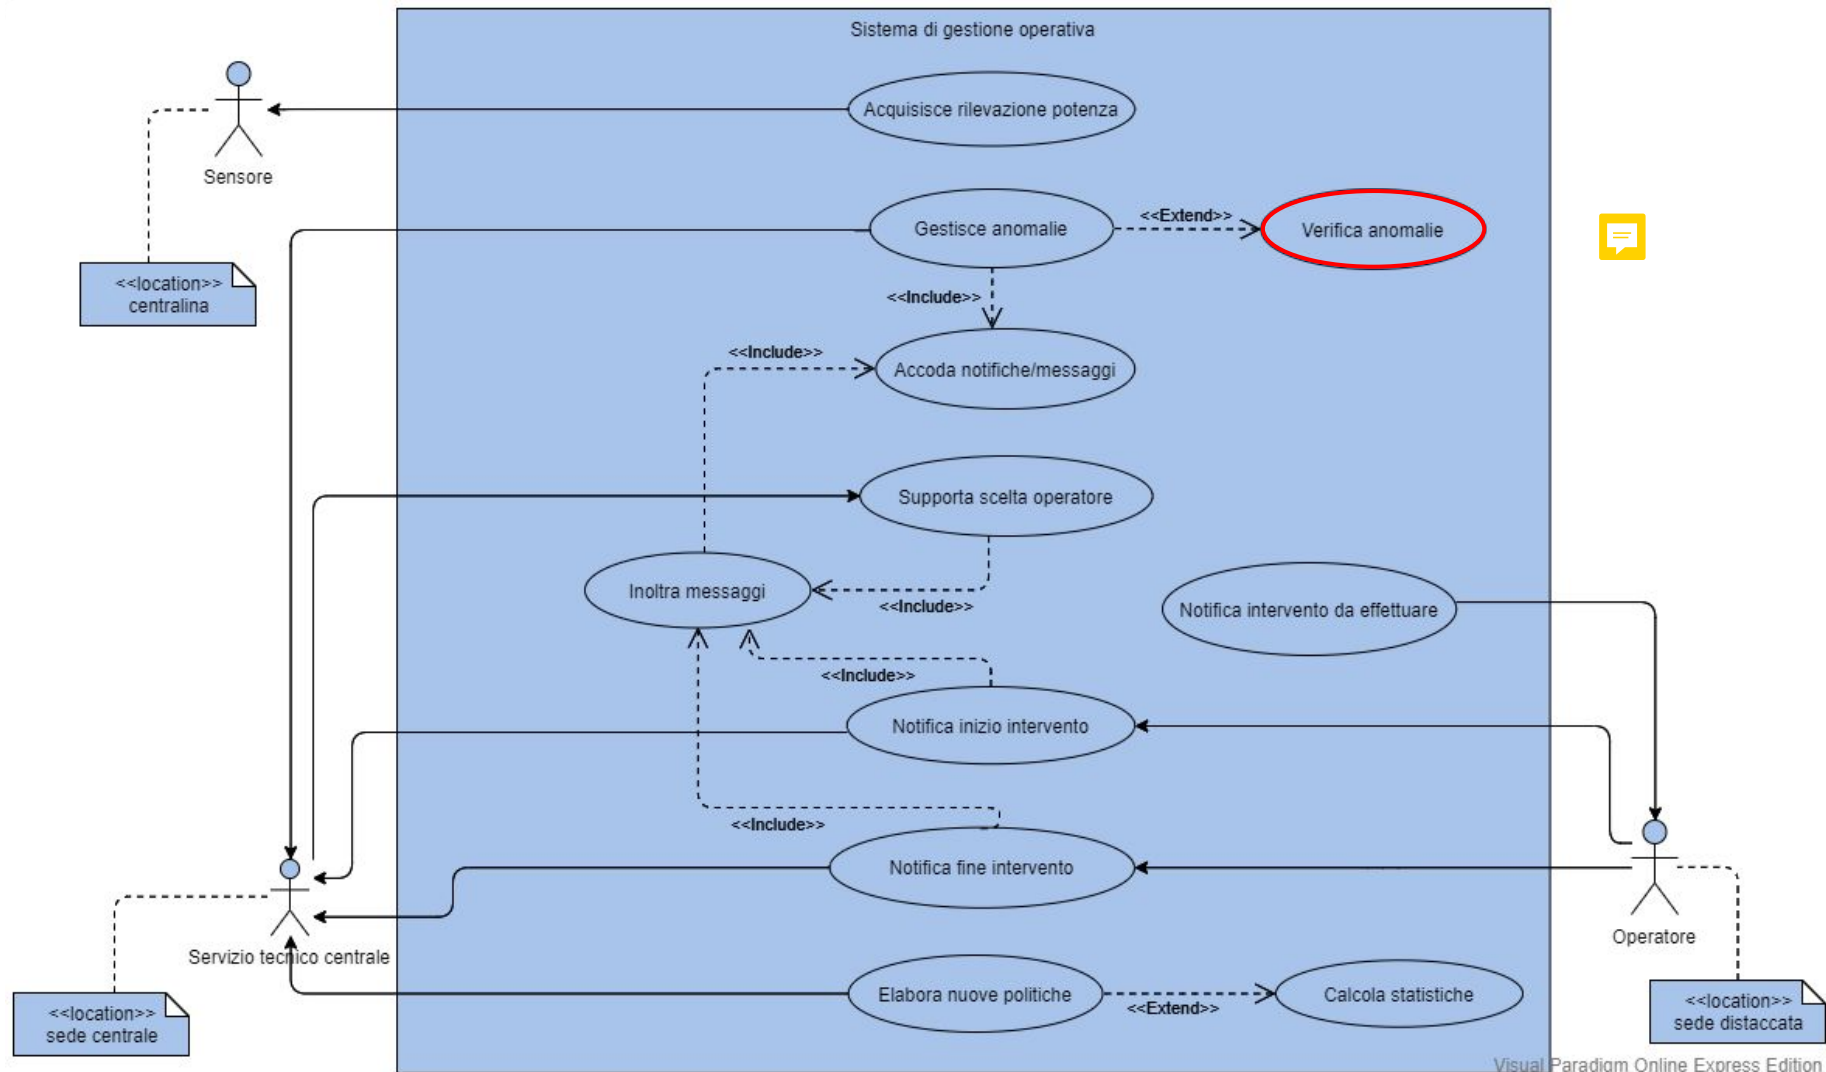 Sistema di gestione operativa
Acquisisce rilevazione potenza
Sensore
<<location>>
centralina
Gestisce anomalie
<<Extend>>
Verifica anomalie
<<Include>>
<<Include>>
Accoda notifiche/messaggi
Supporta scelta operatore
Inoltra messaggi
<<Include>>
Notifica intervento da effettuare
<<Include>>
Notifica inizio intervento
<<Include>>
Notifica fine intervento
Servizio tecnico centrale
Operatore
<<location>>
sede centrale
Elabora nuove politiche
<<Extend>>
Calcola statistiche
<<location>>
sede distaccata
Visual Paradigm Online Express Edition